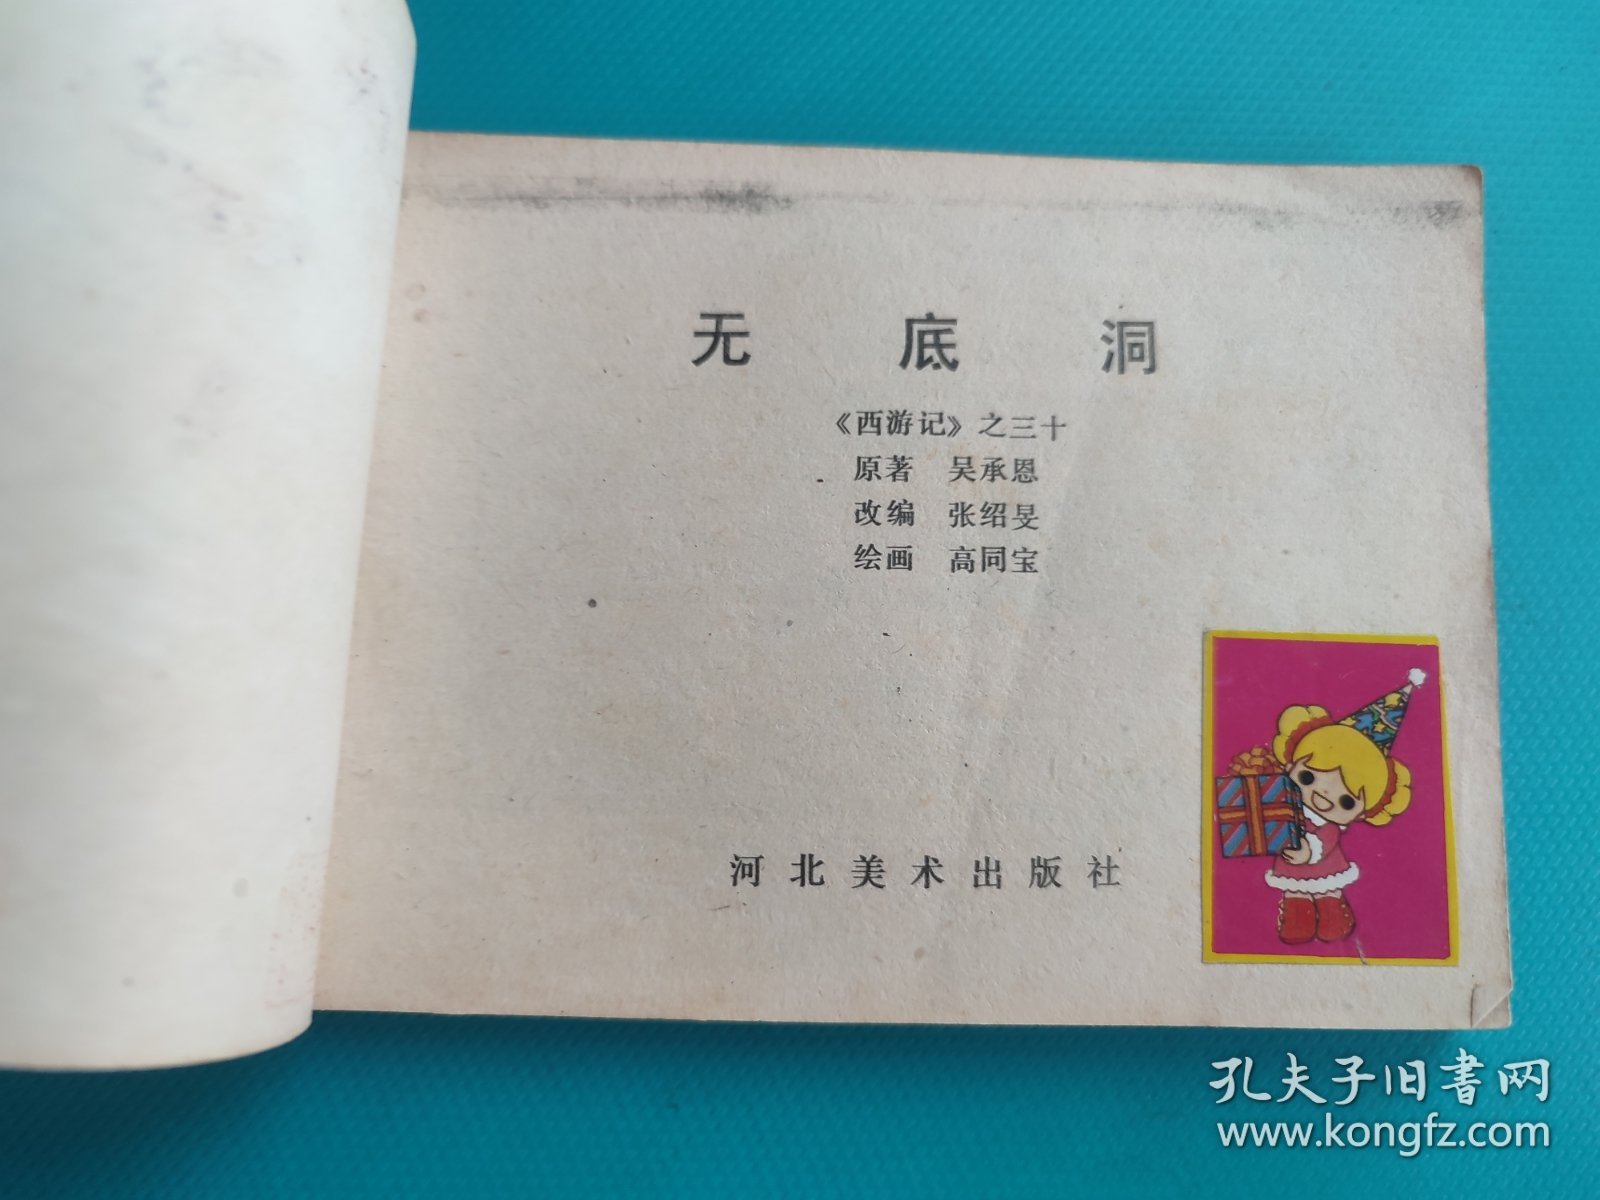 无底洞
《西游记》之三十
原著 吴承恩
改编 张绍旻
绘画 高同宝
河北美术出版社
孔夫子旧书网
www.kongfz.com